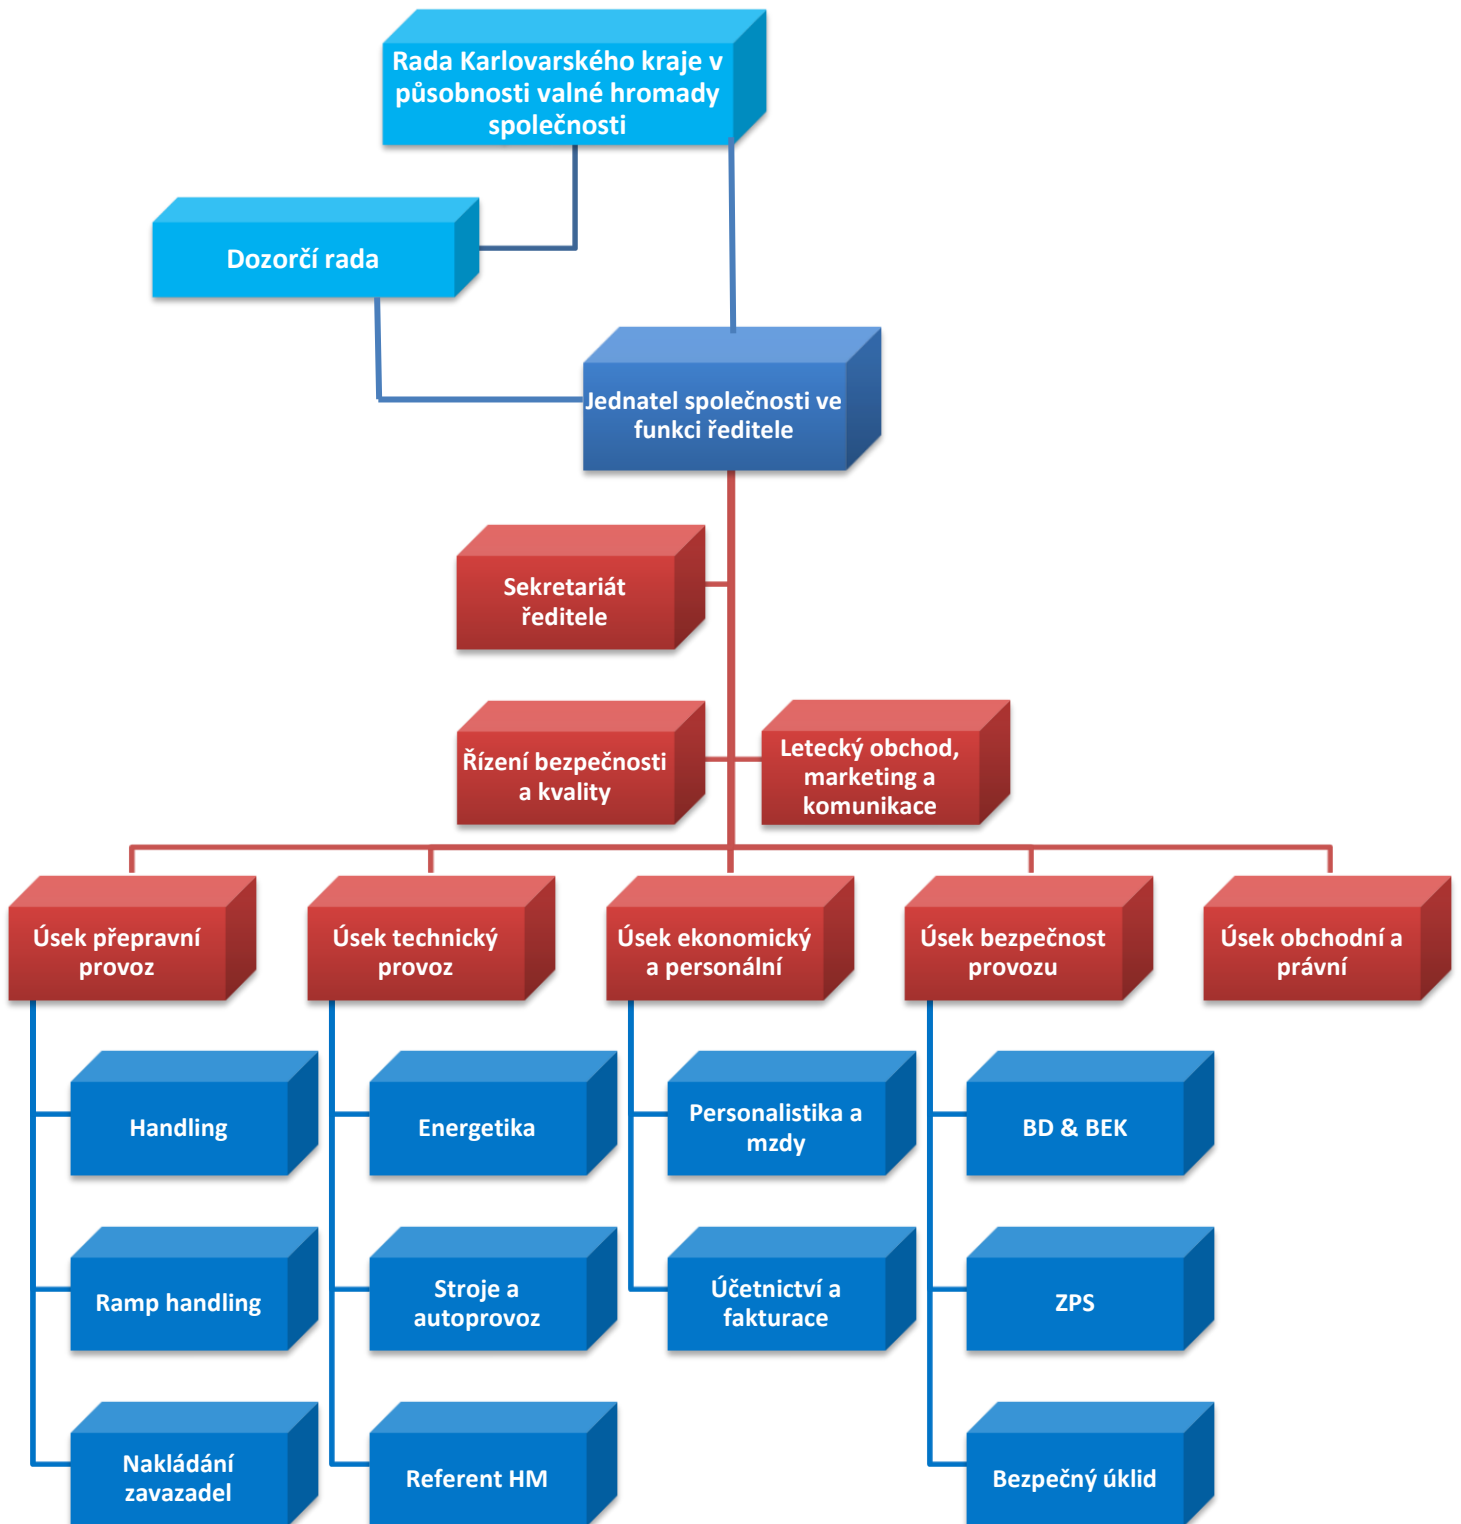 Rada Karlovarského kraje v
působnosti valné hromady
společnosti
Dozorčí rada
Jednatel společnosti ve
funkci ředitele
Sekretariát
ředitele
Řízení bezpečnosti
a kvality
Letecký obchod,
marketing a
komunikace
Úsek přepravní
provoz
Úsek technický
provoz
Úsek ekonomický
a personální
Úsek bezpečnost
provozu
Úsek obchodní a
právní
Handling
Energetika
Personalistika a
mzdy
BD & BEK
Ramp handling
Stroje a
autoprovoz
Účetnictví a
fakturace
ZPS
Nakládání
zavazadel
Referent HM
Bezpečný úklid